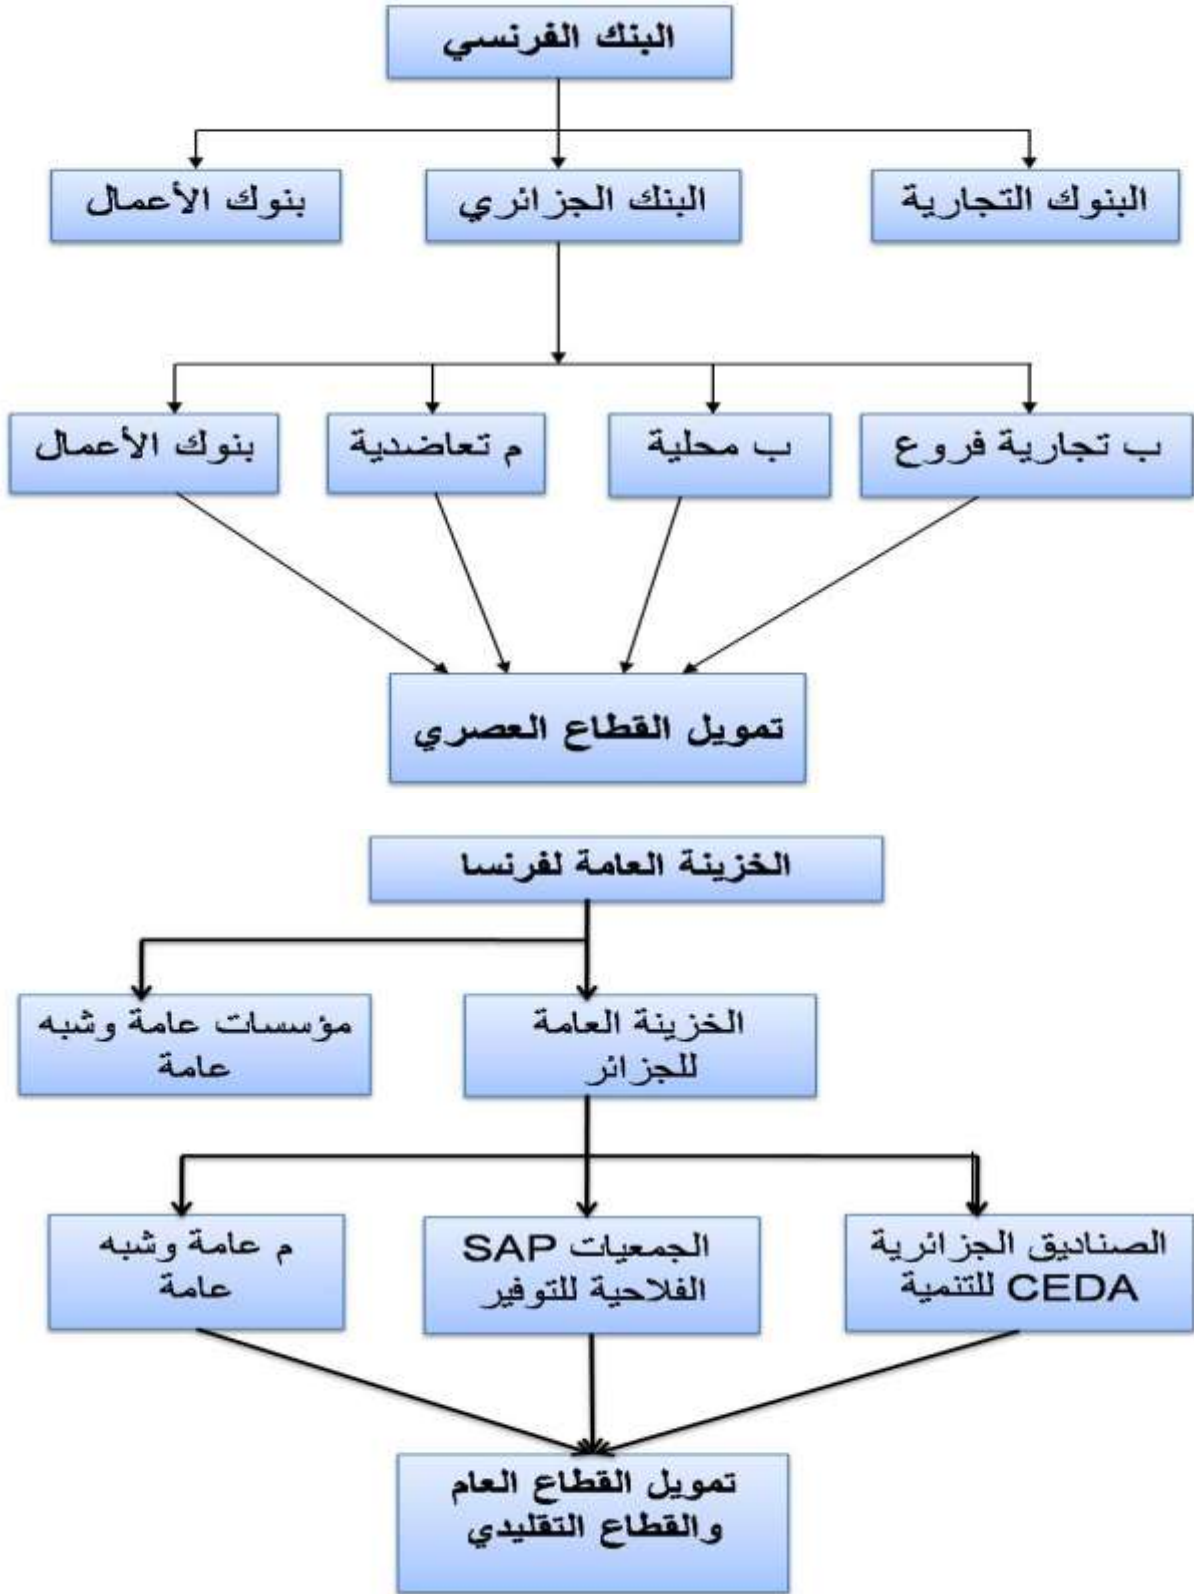 البنك الفرنسي
البنوك التجارية
البنك الجزائري
بنوك الأعمال
ب تجارية فروع
ب محلية
م تعاضدية
بنوك الأعمال
تمويل القطاع العصري
الخزينة العامة لفرنسا
الخزينة العامة
للجزائر
مؤسسات عامة وشبه
عامة
الصناديق الجزائرية
للتنمية CEDA
الجمعيات SAP
الفلاحية للتوفير
م عامة وشبه
عامة
تمويل القطاع العام
والقطاع التقليدي